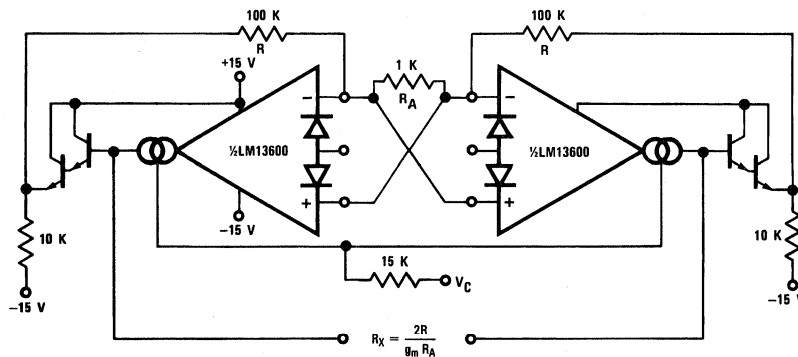 100 K
R
100 K
R
+15 V
1 K
R_A
−
−
½LM13600
½LM13600
+
+
−15 V
10 K
10 K
15 K
V_C
−15 V
−15 V
R_X = 2R / g_m R_A